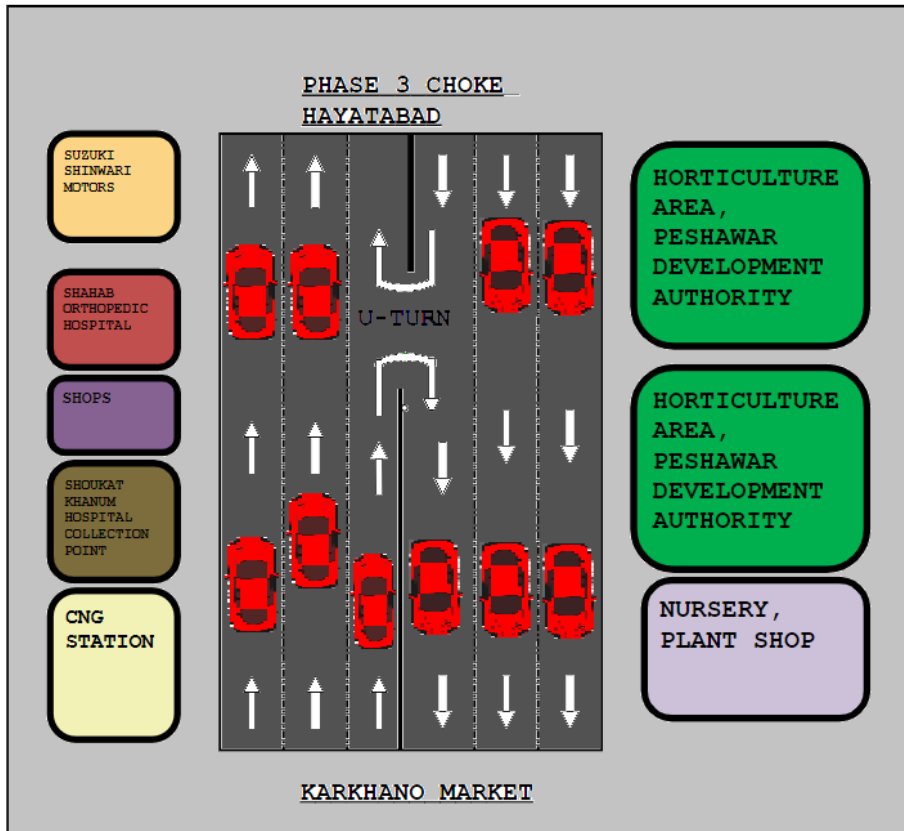 PHASE 3 CHOKE
HAYATABAD
SUZUKI
SHINWARI
MOTORS
HORTICULTURE
AREA,
PESHAWAR
DEVELOPMENT
AUTHORITY
SHAHAB
ORTHOPEDIC
HOSPITAL
U-TURN
SHOPS
HORTICULTURE
AREA,
PESHAWAR
DEVELOPMENT
AUTHORITY
SHOUKAT
KHANUM
HOSPITAL
COLLECTION
POINT
CNG
STATION
NURSERY,
PLANT SHOP
KARKHANO MARKET